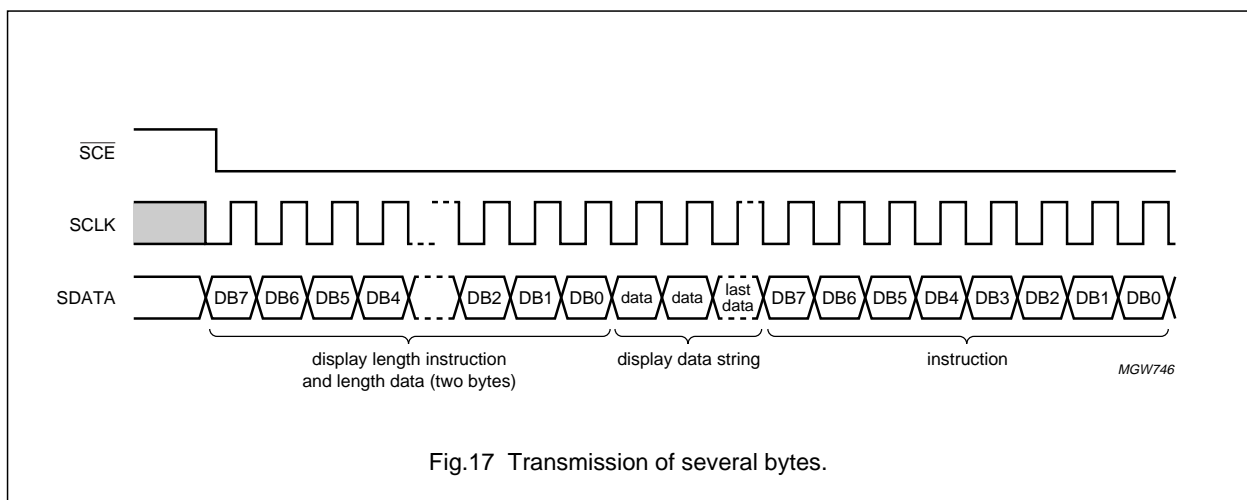 SCE
SCLK
SDATA DB7 DB6 DB5 DB4 DB2 DB1 DB0 data data last data DB7 DB6 DB5 DB4 DB3 DB2 DB1 DB0
display length instruction
and length data (two bytes)
display data string
instruction
MGW746
Fig.17 Transmission of several bytes.